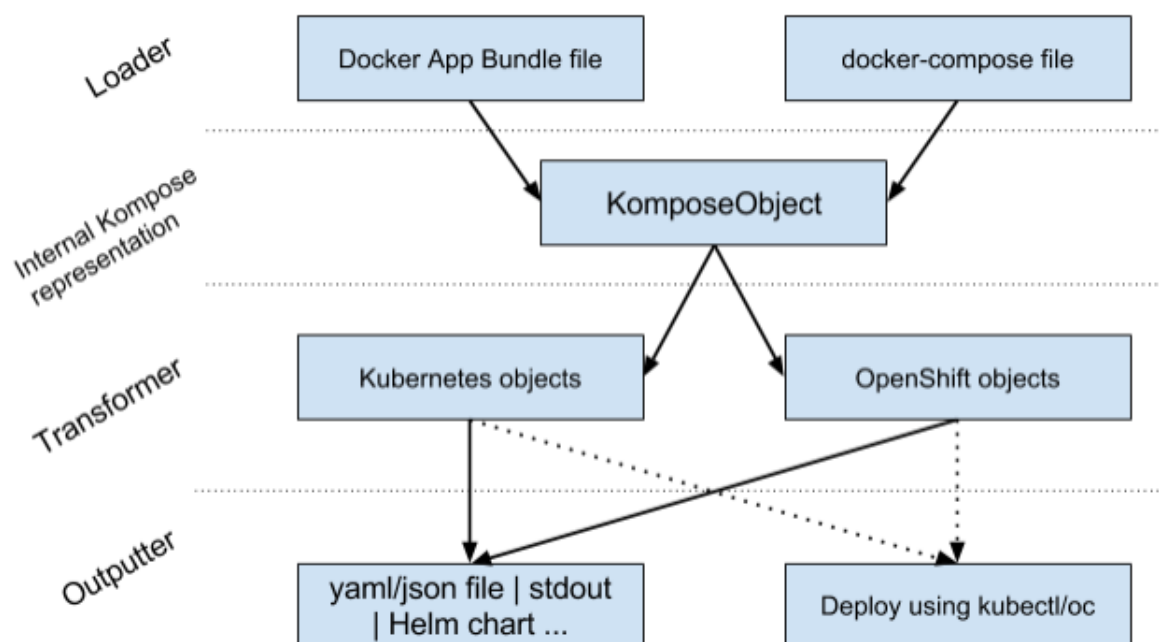 Loader
Docker App Bundle file
docker-compose file
Internal Kompose
representation
KomposeObject
Transformer
Kubernetes objects
OpenShift objects
Outputter
yaml/json file | stdout
| Helm chart ...
Deploy using kubectl/oc